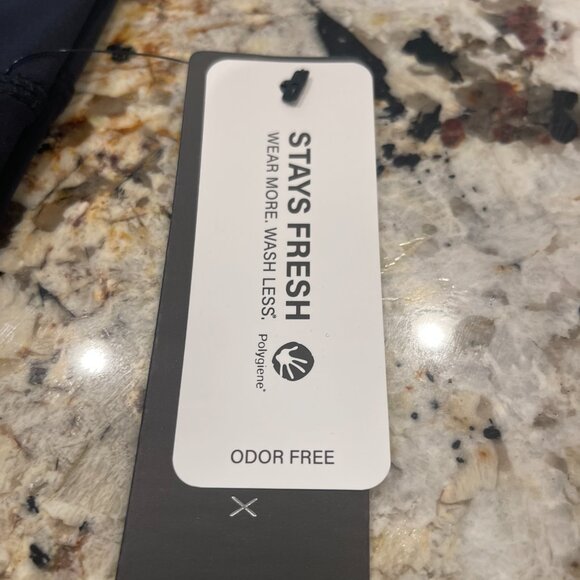 STAYS FRESH
WEAR MORE. WASH LESS.®
Polygiene®
ODOR FREE
X